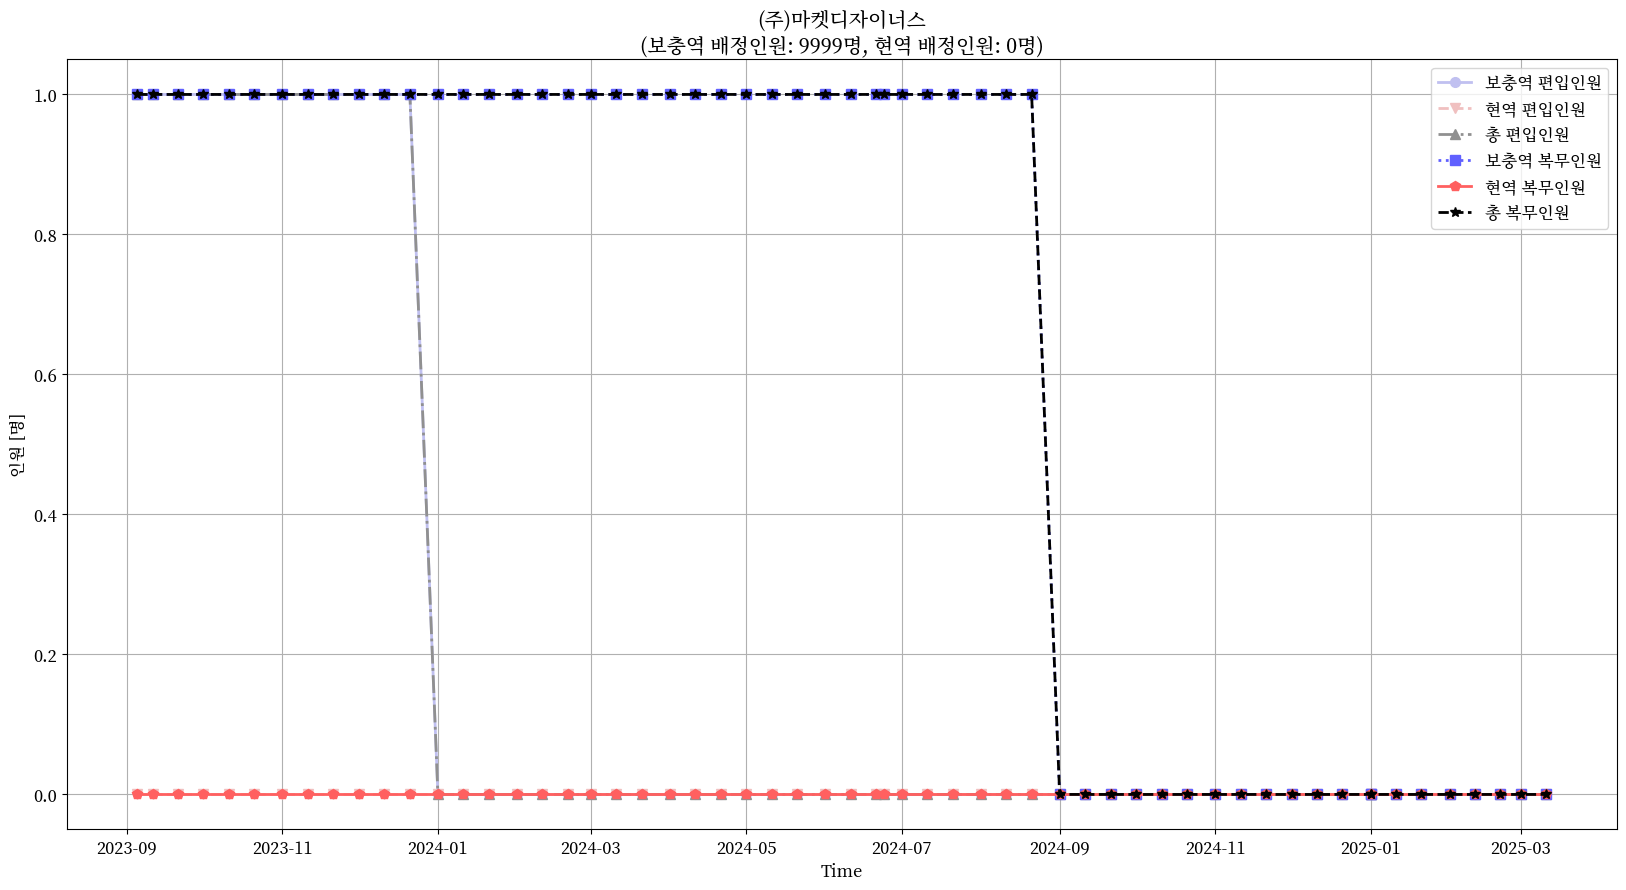 (주)마켓디자이너스
(보충역 배정인원: 9999명, 현역 배정인원: 0명)
보충역 편입인원
현역 편입인원
총 편입인원
보충역 복무인원
현역 복무인원
총 복무인원
인원 [명]
1.0
0.8
0.6
0.4
0.2
0.0
2023-09 2023-11 2024-01 2024-03 2024-05 2024-07 2024-09 2024-11 2025-01 2025-03
Time